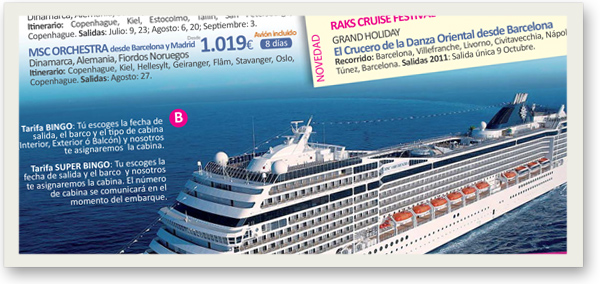 Dinamarca, Alemania, Fiordos Noruegos
Itinerario: Copenhague, Kiel, Estocolmo, Tallin, San
Copenhague. Salidas: Julio: 9, 23; Agosto: 6, 20; Septiembre: 3.
MSC ORCHESTRA desde Barcelona y Madrid Desde 1.019€ Avión incluido 8 días
Dinamarca, Alemania, Fiordos Noruegos
Itinerario: Copenhague, Kiel, Hellesylt, Geiranger, Flåm, Stavanger, Oslo,
Copenhague. Salidas: Agosto: 27.
NOVEDAD
RAKS CRUISE FESTIVAL
GRAND HOLIDAY
El Crucero de la Danza Oriental desde Barcelona
Recorrido: Barcelona, Villefranche, Livorno, Civitavecchia, Nápol
Túnez, Barcelona. Salidas 2011: Salida única 9 Octubre.
B
Tarifa BINGO: Tú escoges la fecha de
salida, el barco y el tipo de cabina
Interior, Exterior ó Balcón) y nosotros
te asignaremos la cabina.
Tarifa SUPER BINGO: Tu escoges la
fecha de salida y el barco y nosotros
te asignaremos la cabina. El número
de cabina se comunicará en el
momento del embarque.